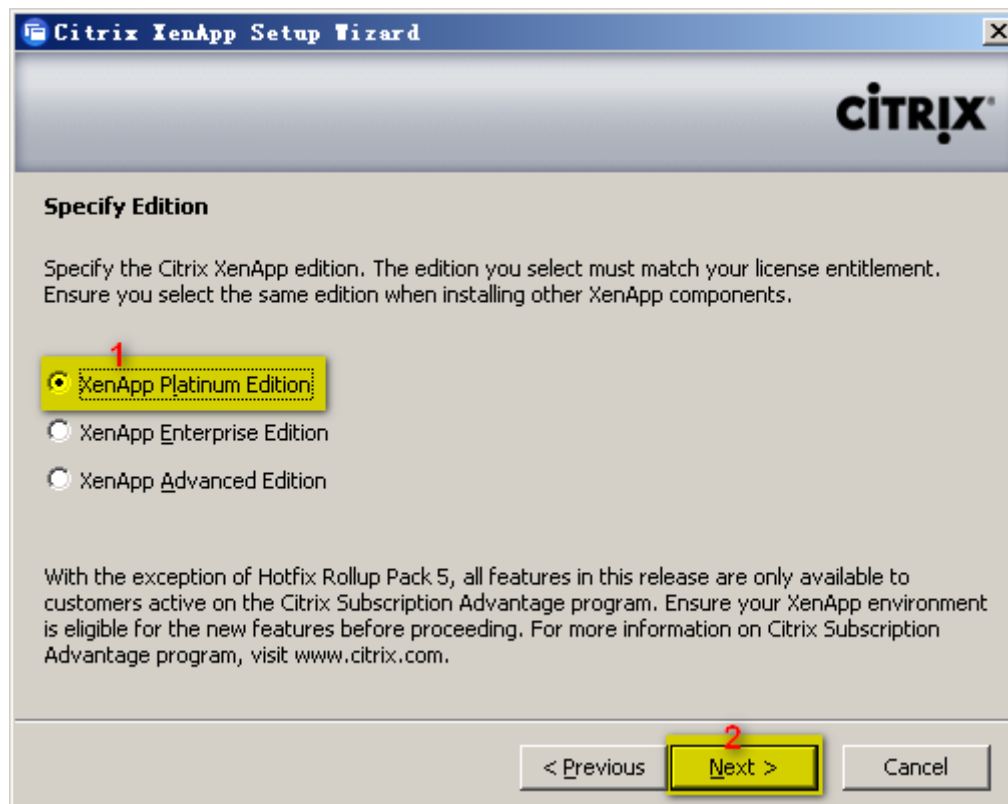 Citrix XenApp Setup Wizard
CiTRIX
Specify Edition
Specify the Citrix XenApp edition. The edition you select must match your license entitlement.
Ensure you select the same edition when installing other XenApp components.
1
XenApp Platinum Edition
XenApp Enterprise Edition
XenApp Advanced Edition
With the exception of Hotfix Rollup Pack 5, all features in this release are only available to
customers active on the Citrix Subscription Advantage program. Ensure your XenApp environment
is eligible for the new features before proceeding. For more information on Citrix Subscription
Advantage program, visit www.citrix.com.
2
< Previous Next > Cancel